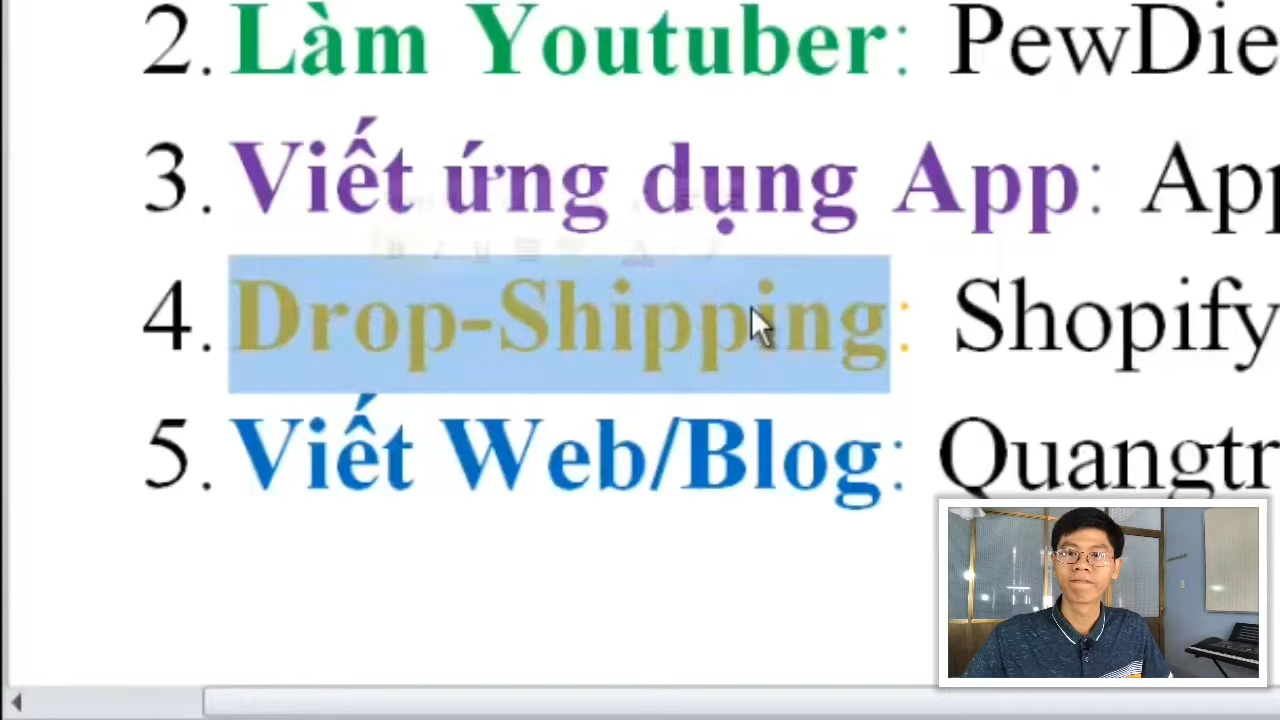 2. Làm Youtuber: PewDie
3. Viết ứng dụng App: App
4. Drop-Shipping: Shopify
5. Viết Web/Blog: Quangtr